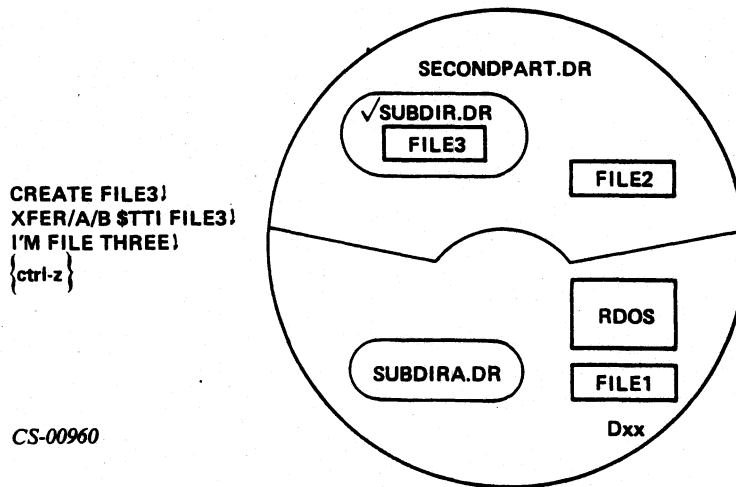 CREATE FILE3)
XFER/A/B $TTI FILE3)
I'M FILE THREE)
{ctrl-z}
SECONDPART.DR
✓SUBDIR.DR
FILE3
FILE2
RDOS
SUBDIRA.DR
FILE1
Dxx
CS-00960